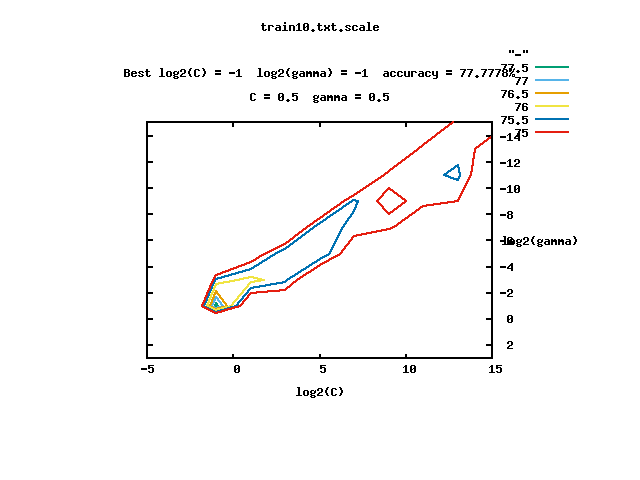 train10.txt.scale
"-"
Best log2(C) = -1 log2(gamma) = -1 accuracy = 77.7778%
77.5
77
76.5
76
75.5
75
C = 0.5 gamma = 0.5
-14
-12
-10
-8
-6
-4
-2
0
2
log2(gamma)
-5 0 5 10 15
log2(C)